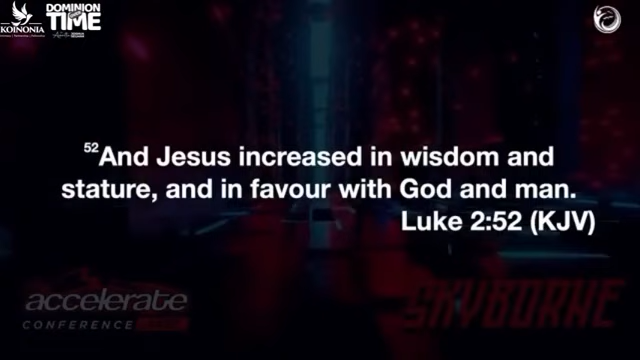 KOINONIA
DOMINION
TIME
52And Jesus increased in wisdom and
stature, and in favour with God and man.
Luke 2:52 (KJV)
accelerate
CONFERENCE
SKYBORNE